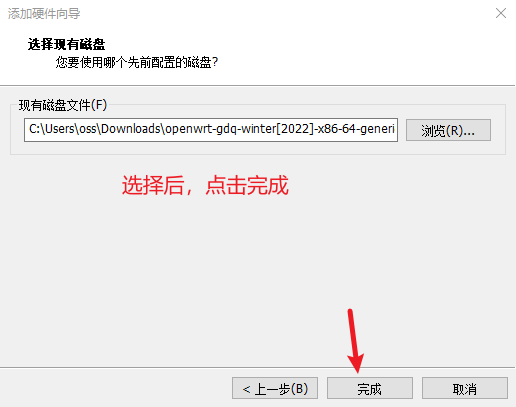 添加硬件向导
选择现有磁盘
您要使用哪个先前配置的磁盘?
现有磁盘文件(F)
C:\Users\oss\Downloads\openwrt-gdq-winter[2022]-x86-64-generi
浏览(R)...
选择后，点击完成
< 上一步(B)
完成
取消